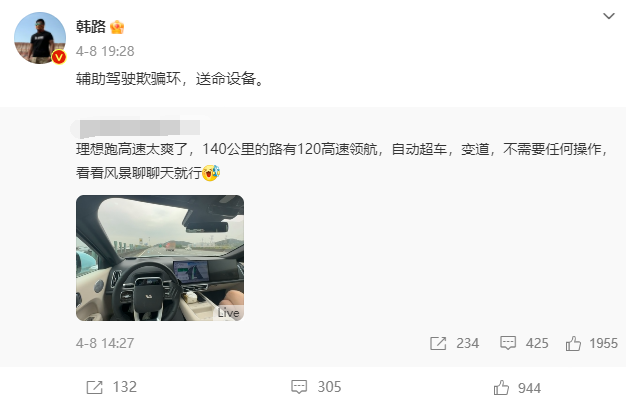 韩路
4-8 19:28
辅助驾驶欺骗环，送命设备。
理想跑高速太爽了，140公里的路有120高速领航，自动超车，变道，不需要任何操作，
看看风景聊聊天就行
Live
4-8 14:27
234
425
1955
132
305
944